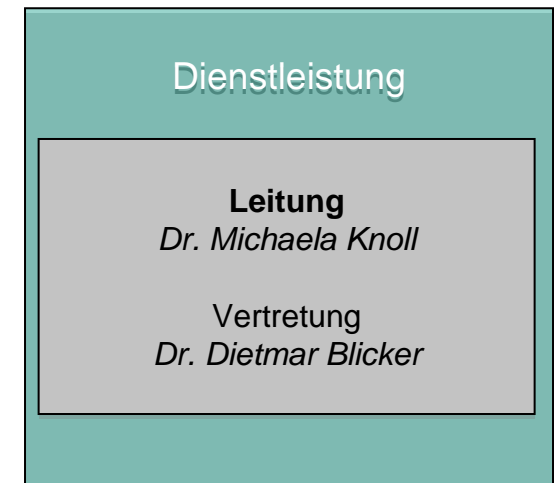 Dienstleistung
Leitung
Dr. Michaela Knoll
Vertretung
Dr. Dietmar Blicker